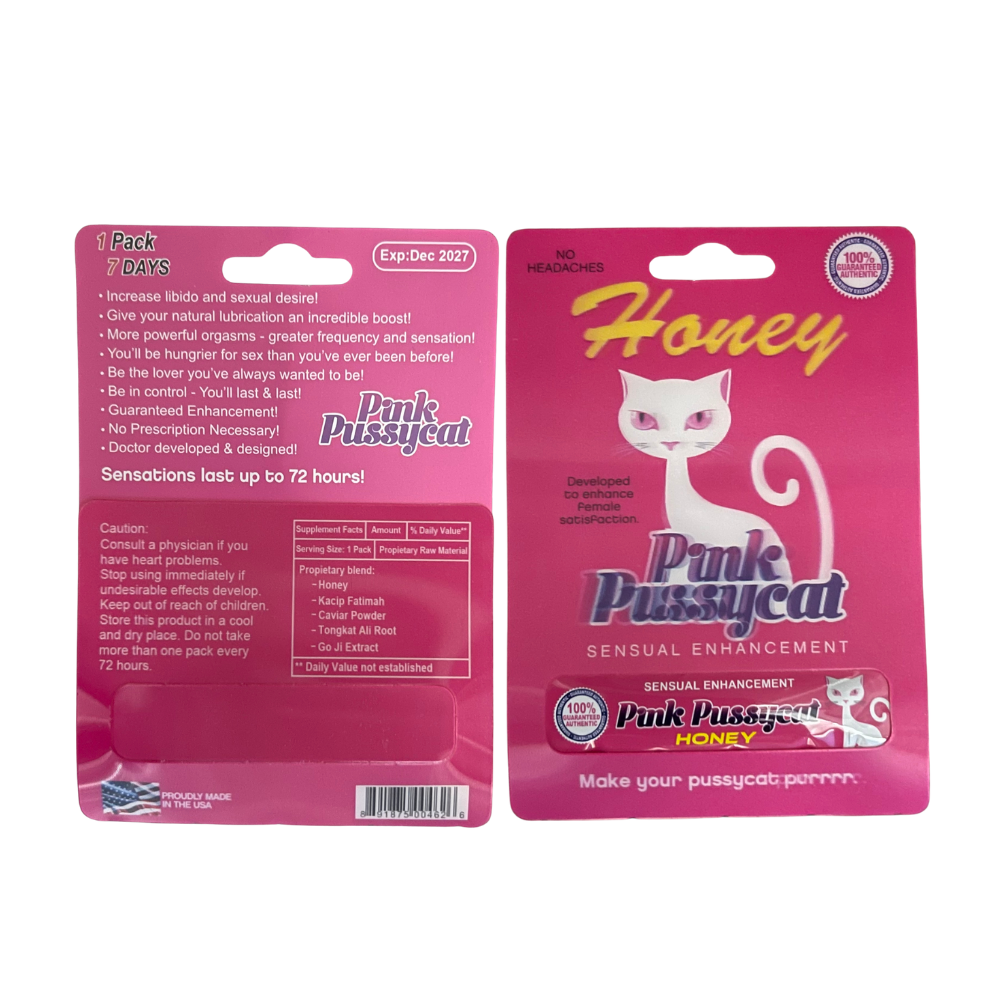 1 Pack
7 DAYS
Exp:Dec 2027
• Increase libido and sexual desire!
• Give your natural lubrication an incredible boost!
• More powerful orgasms - greater frequency and sensation!
• You'll be hungrier for sex than you've ever been before!
• Be the lover you've always wanted to be!
• Be in control - You'll last & last!
• Guaranteed Enhancement!
• No Prescription Necessary!
• Doctor developed & designed!
Pink
Pussycat
Sensations last up to 72 hours!
Caution:
Consult a physician if you
have heart problems.
Stop using immediately if
undesirable effects develop.
Keep out of reach of children.
Store this product in a cool
and dry place. Do not take
more than one pack every
72 hours.
Supplement Facts Amount % Daily Value**
Serving Size: 1 Pack Propietary Raw Material
Propietary blend:
-Honey
-Kacip Fatimah
-Caviar Powder
-Tongkat Ali Root
-Go Ji Extract
** Daily Value not established
PROUDLY MADE
IN THE USA
8 91875 00462 6
NO
HEADACHES
100%
GUARANTEED
AUTHENTIC
Honey
Developed
to enhance
Female
satisfaction.
Pink
Pussycat
SENSUAL ENHANCEMENT
SENSUAL ENHANCEMENT
100%
GUARANTEED
AUTHENTIC
Pink Pussycat
HONEY
Make your pussycat purrrrr.